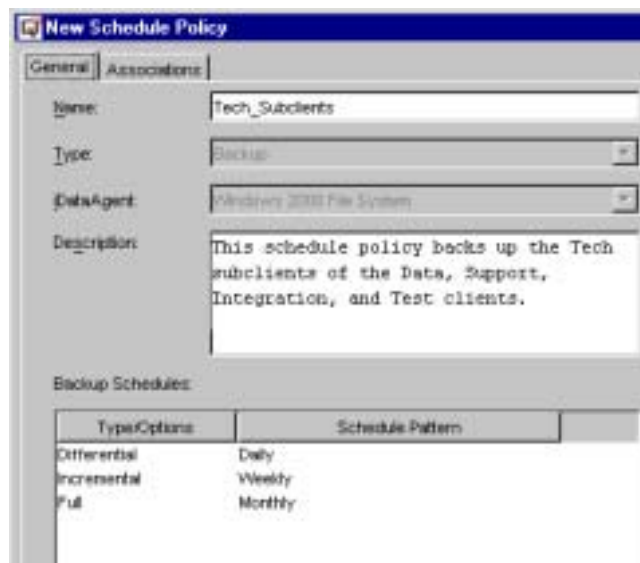 New Schedule Policy
General Associations
Name: Tech_Subclients
Type: Backup
iDataAgent Windows 2000 File System
Description: This schedule policy backs up the Tech
subclients of the Data, Support,
Integration, and Test clients.
Backup Schedules:
Type/Options Schedule Pattern
Differential Daily
Incremental Weekly
Full Monthly